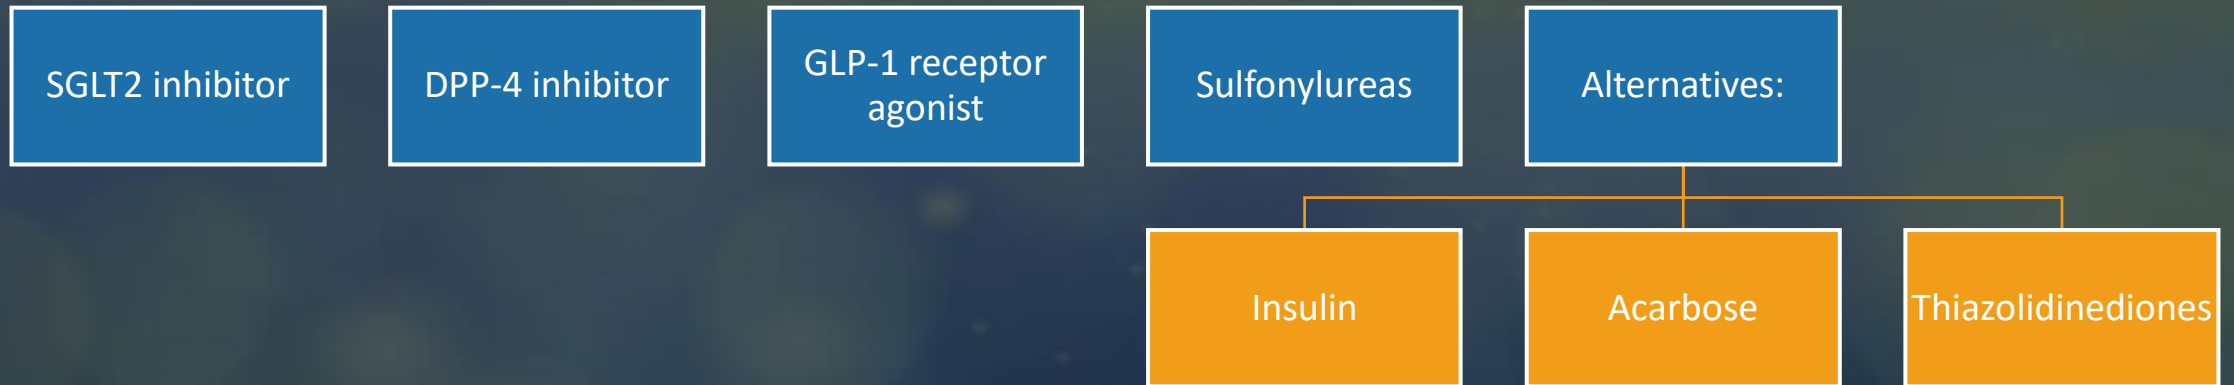 SGLT2 inhibitor
DPP-4 inhibitor
GLP-1 receptor
agonist
Sulfonylureas
Alternatives:
Insulin
Acarbose
Thiazolidinediones